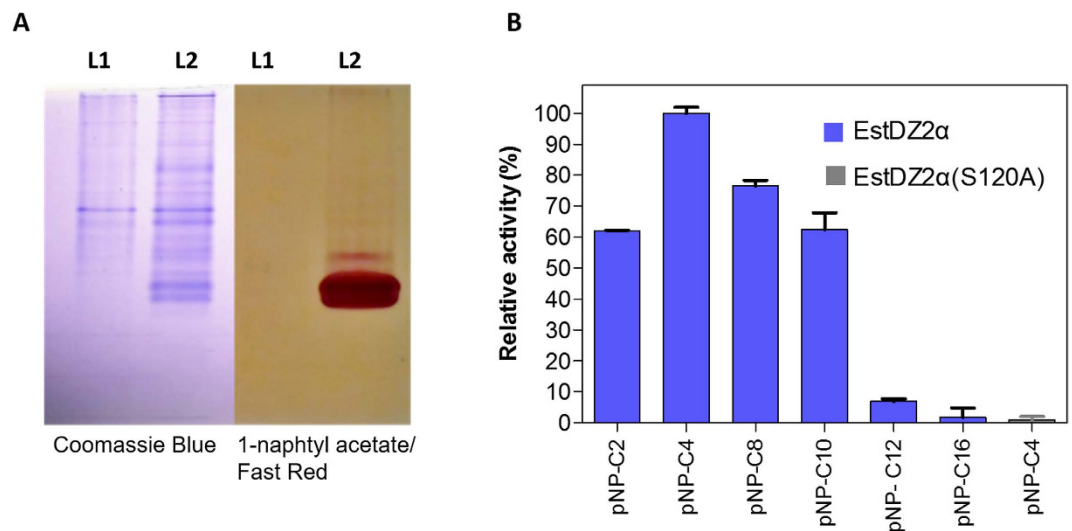 A
L1 L2 L1 L2
Coomassie Blue
1-naphtyl acetate/
Fast Red
B
Relative activity (%)
100
90
80
70
60
50
40
30
20
10
0
EstDZ2α
EstDZ2α(S120A)
pNP-C2
pNP-C4
pNP-C8
pNP-C10
pNP- C12
pNP-C16
pNP-C4